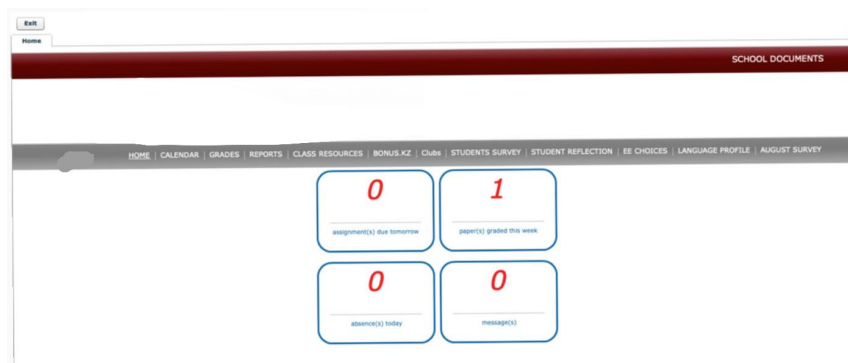 Exit
Home
SCHOOL DOCUMENTS
HOME | CALENDAR | GRADES | REPORTS | CLASS RESOURCES | BONUS.KZ | Clubs | STUDENTS SURVEY | STUDENT REFLECTION | EE CHOICES | LANGUAGE PROFILE | AUGUST SURVEY
0
assignment(s) due tomorrow
1
paper(s) graded this week
0
absence(s) today
0
message(s)